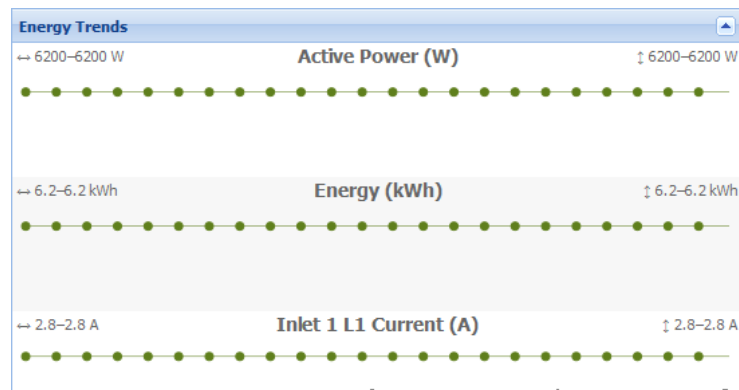 Energy Trends
↔ 6200–6200 W Active Power (W) ↕ 6200–6200 W
↔ 6.2–6.2 kWh Energy (kWh) ↕ 6.2–6.2 kWh
↔ 2.8–2.8 A Inlet 1 L1 Current (A) ↕ 2.8–2.8 A